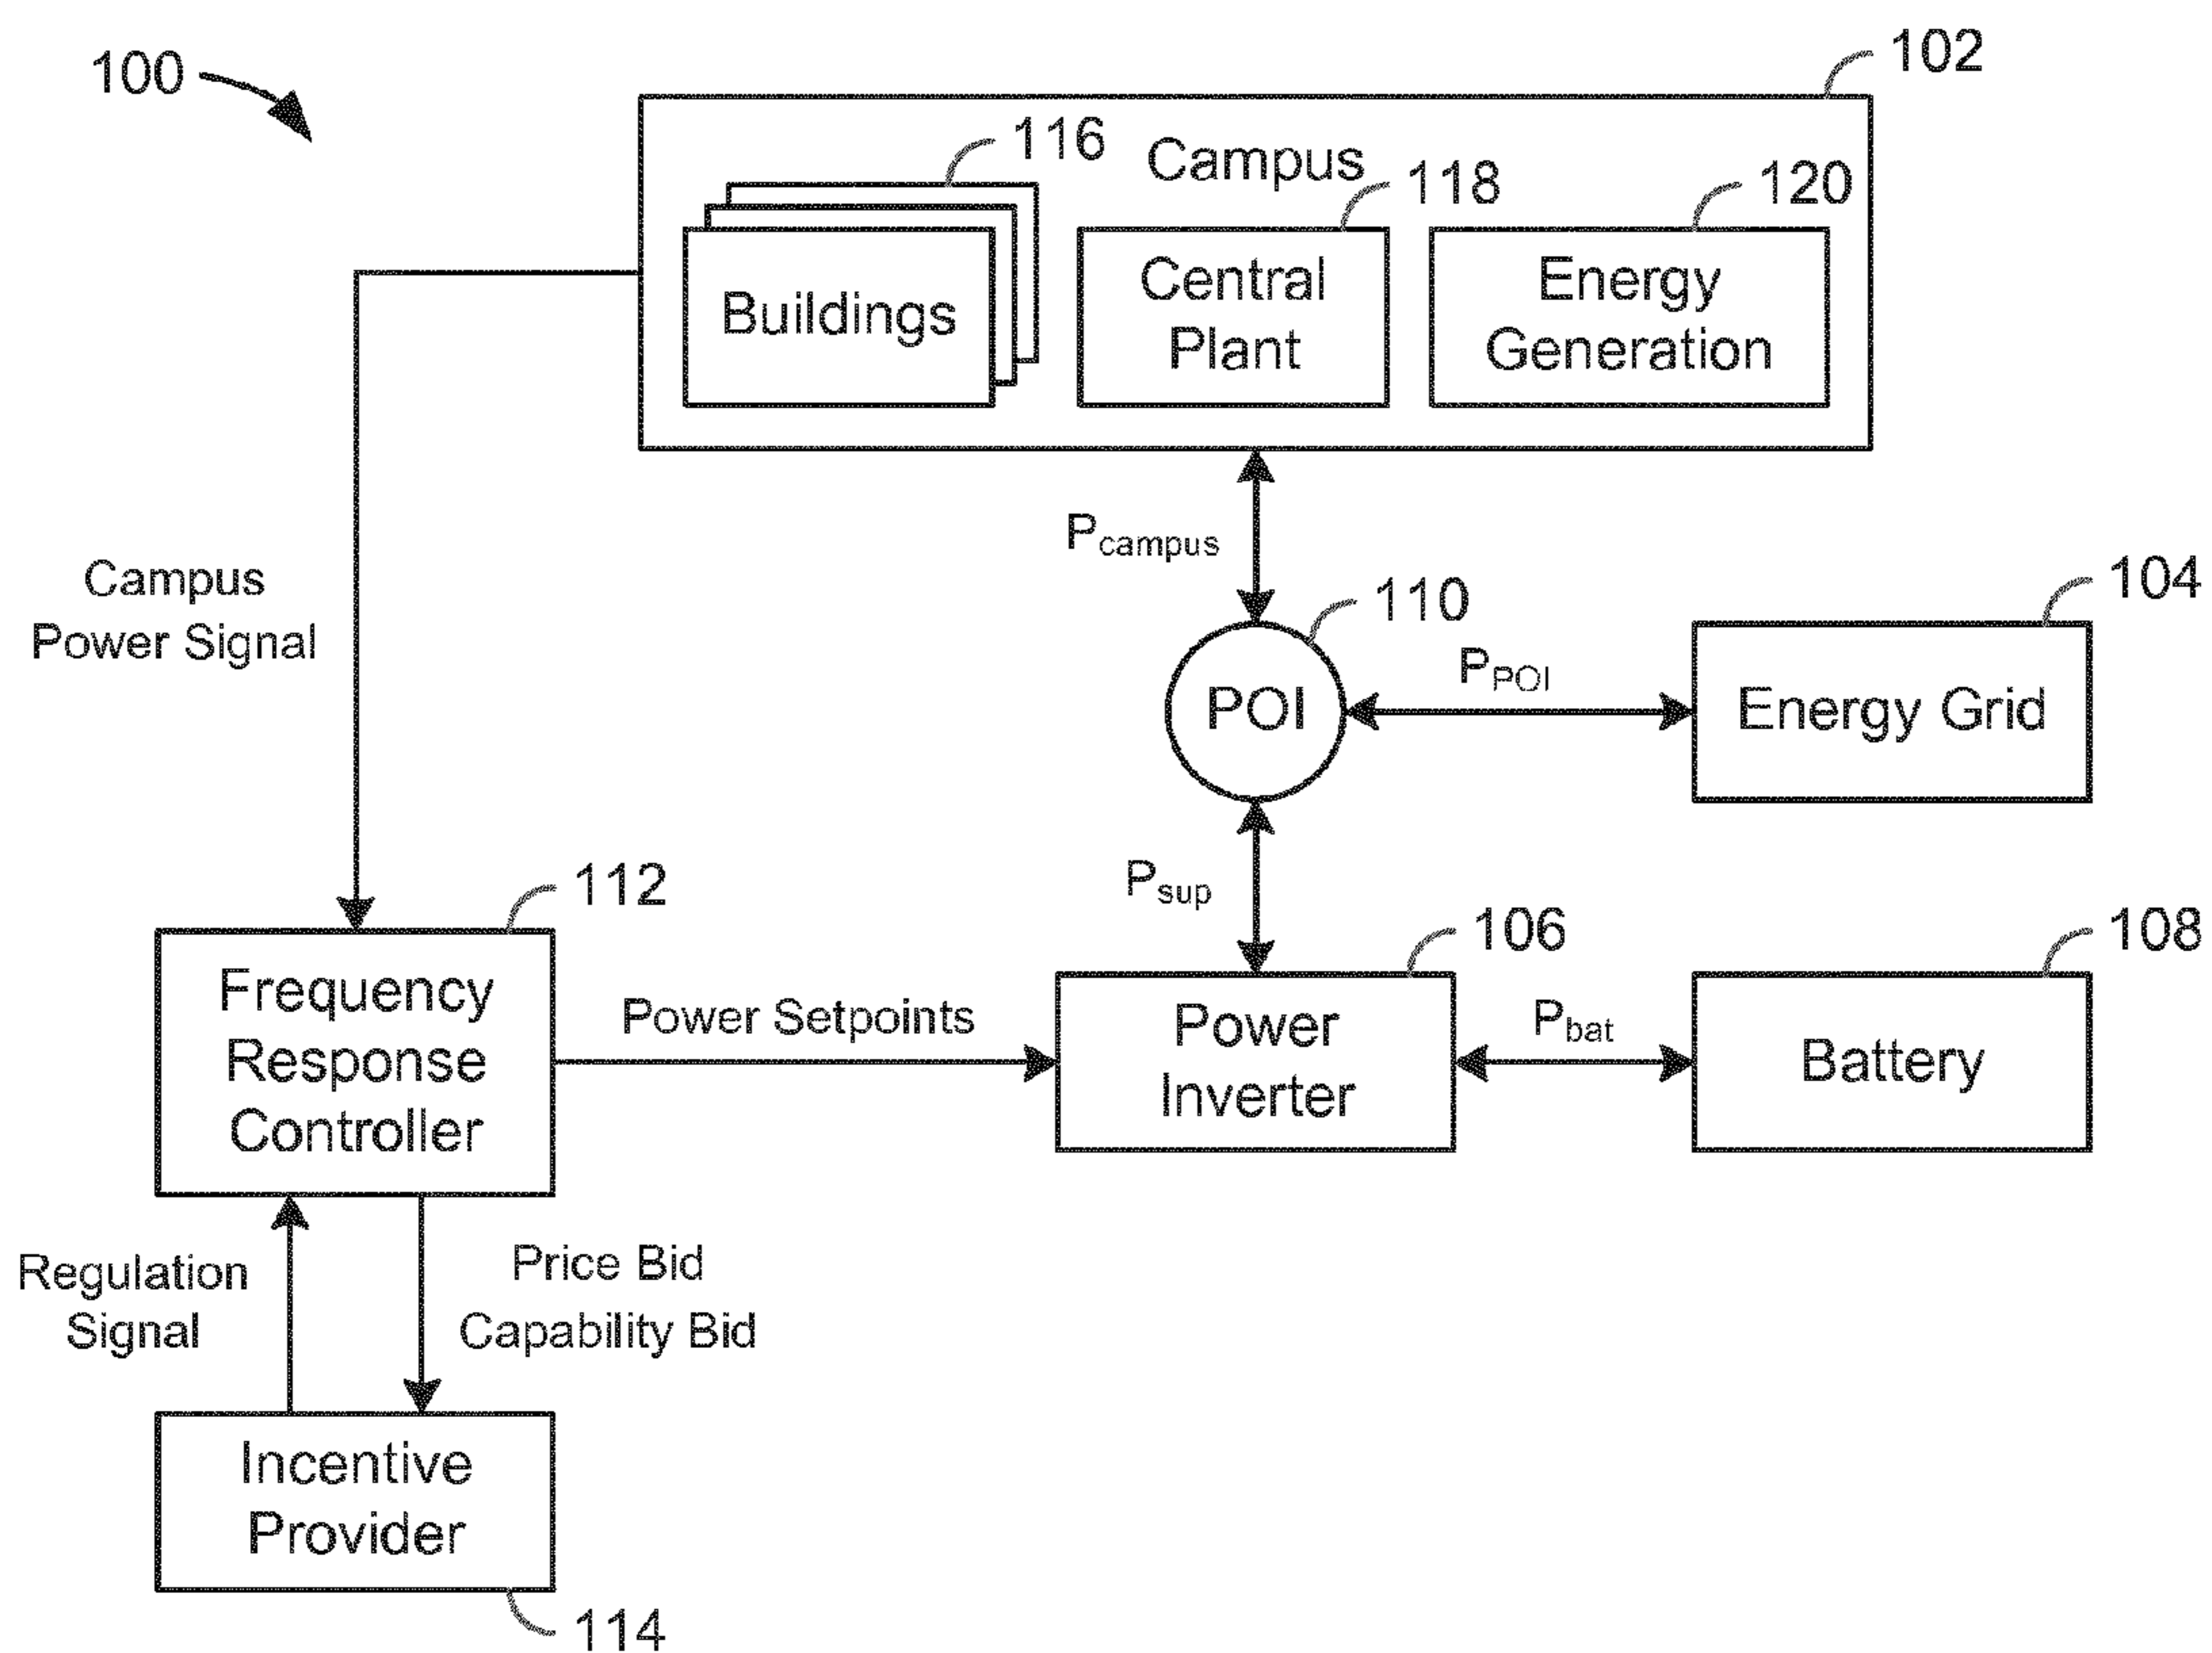 100
102
116
Campus
118
120
Buildings
Central
Plant
Energy
Generation
Pcampus
Campus
Power Signal
110
104
POI
PPOI
Energy Grid
Psup
112
106
108
Frequency
Response
Controller
Power Setpoints
Power
Inverter
Pbat
Battery
Regulation
Signal
Price Bid
Capability Bid
Incentive
Provider
114